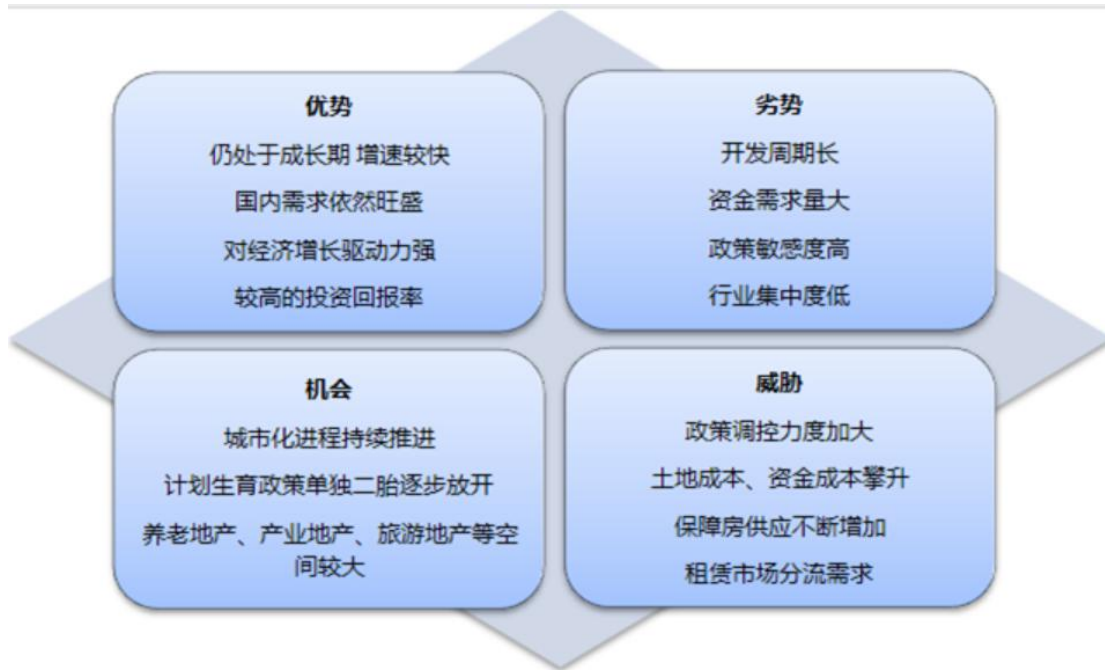 优势
仍处于成长期 增速较快
国内需求依然旺盛
对经济增长驱动力强
较高的投资回报率
劣势
开发周期长
资金需求量大
政策敏感度高
行业集中度低
机会
城市化进程持续推进
计划生育政策单独二胎逐步放开
养老地产、产业地产、旅游地产等空
间较大
威胁
政策调控力度加大
土地成本、资金成本攀升
保障房供应不断增加
租赁市场分流需求